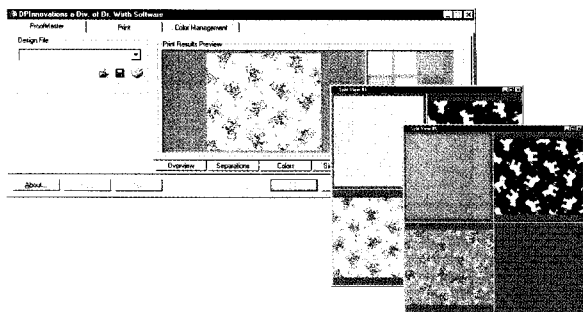 DPInnovations a Div. of Dr. Wirth Software
ProofMaster Print Color Management
Design File
Print Results Preview
Overview Separations Colors
About...